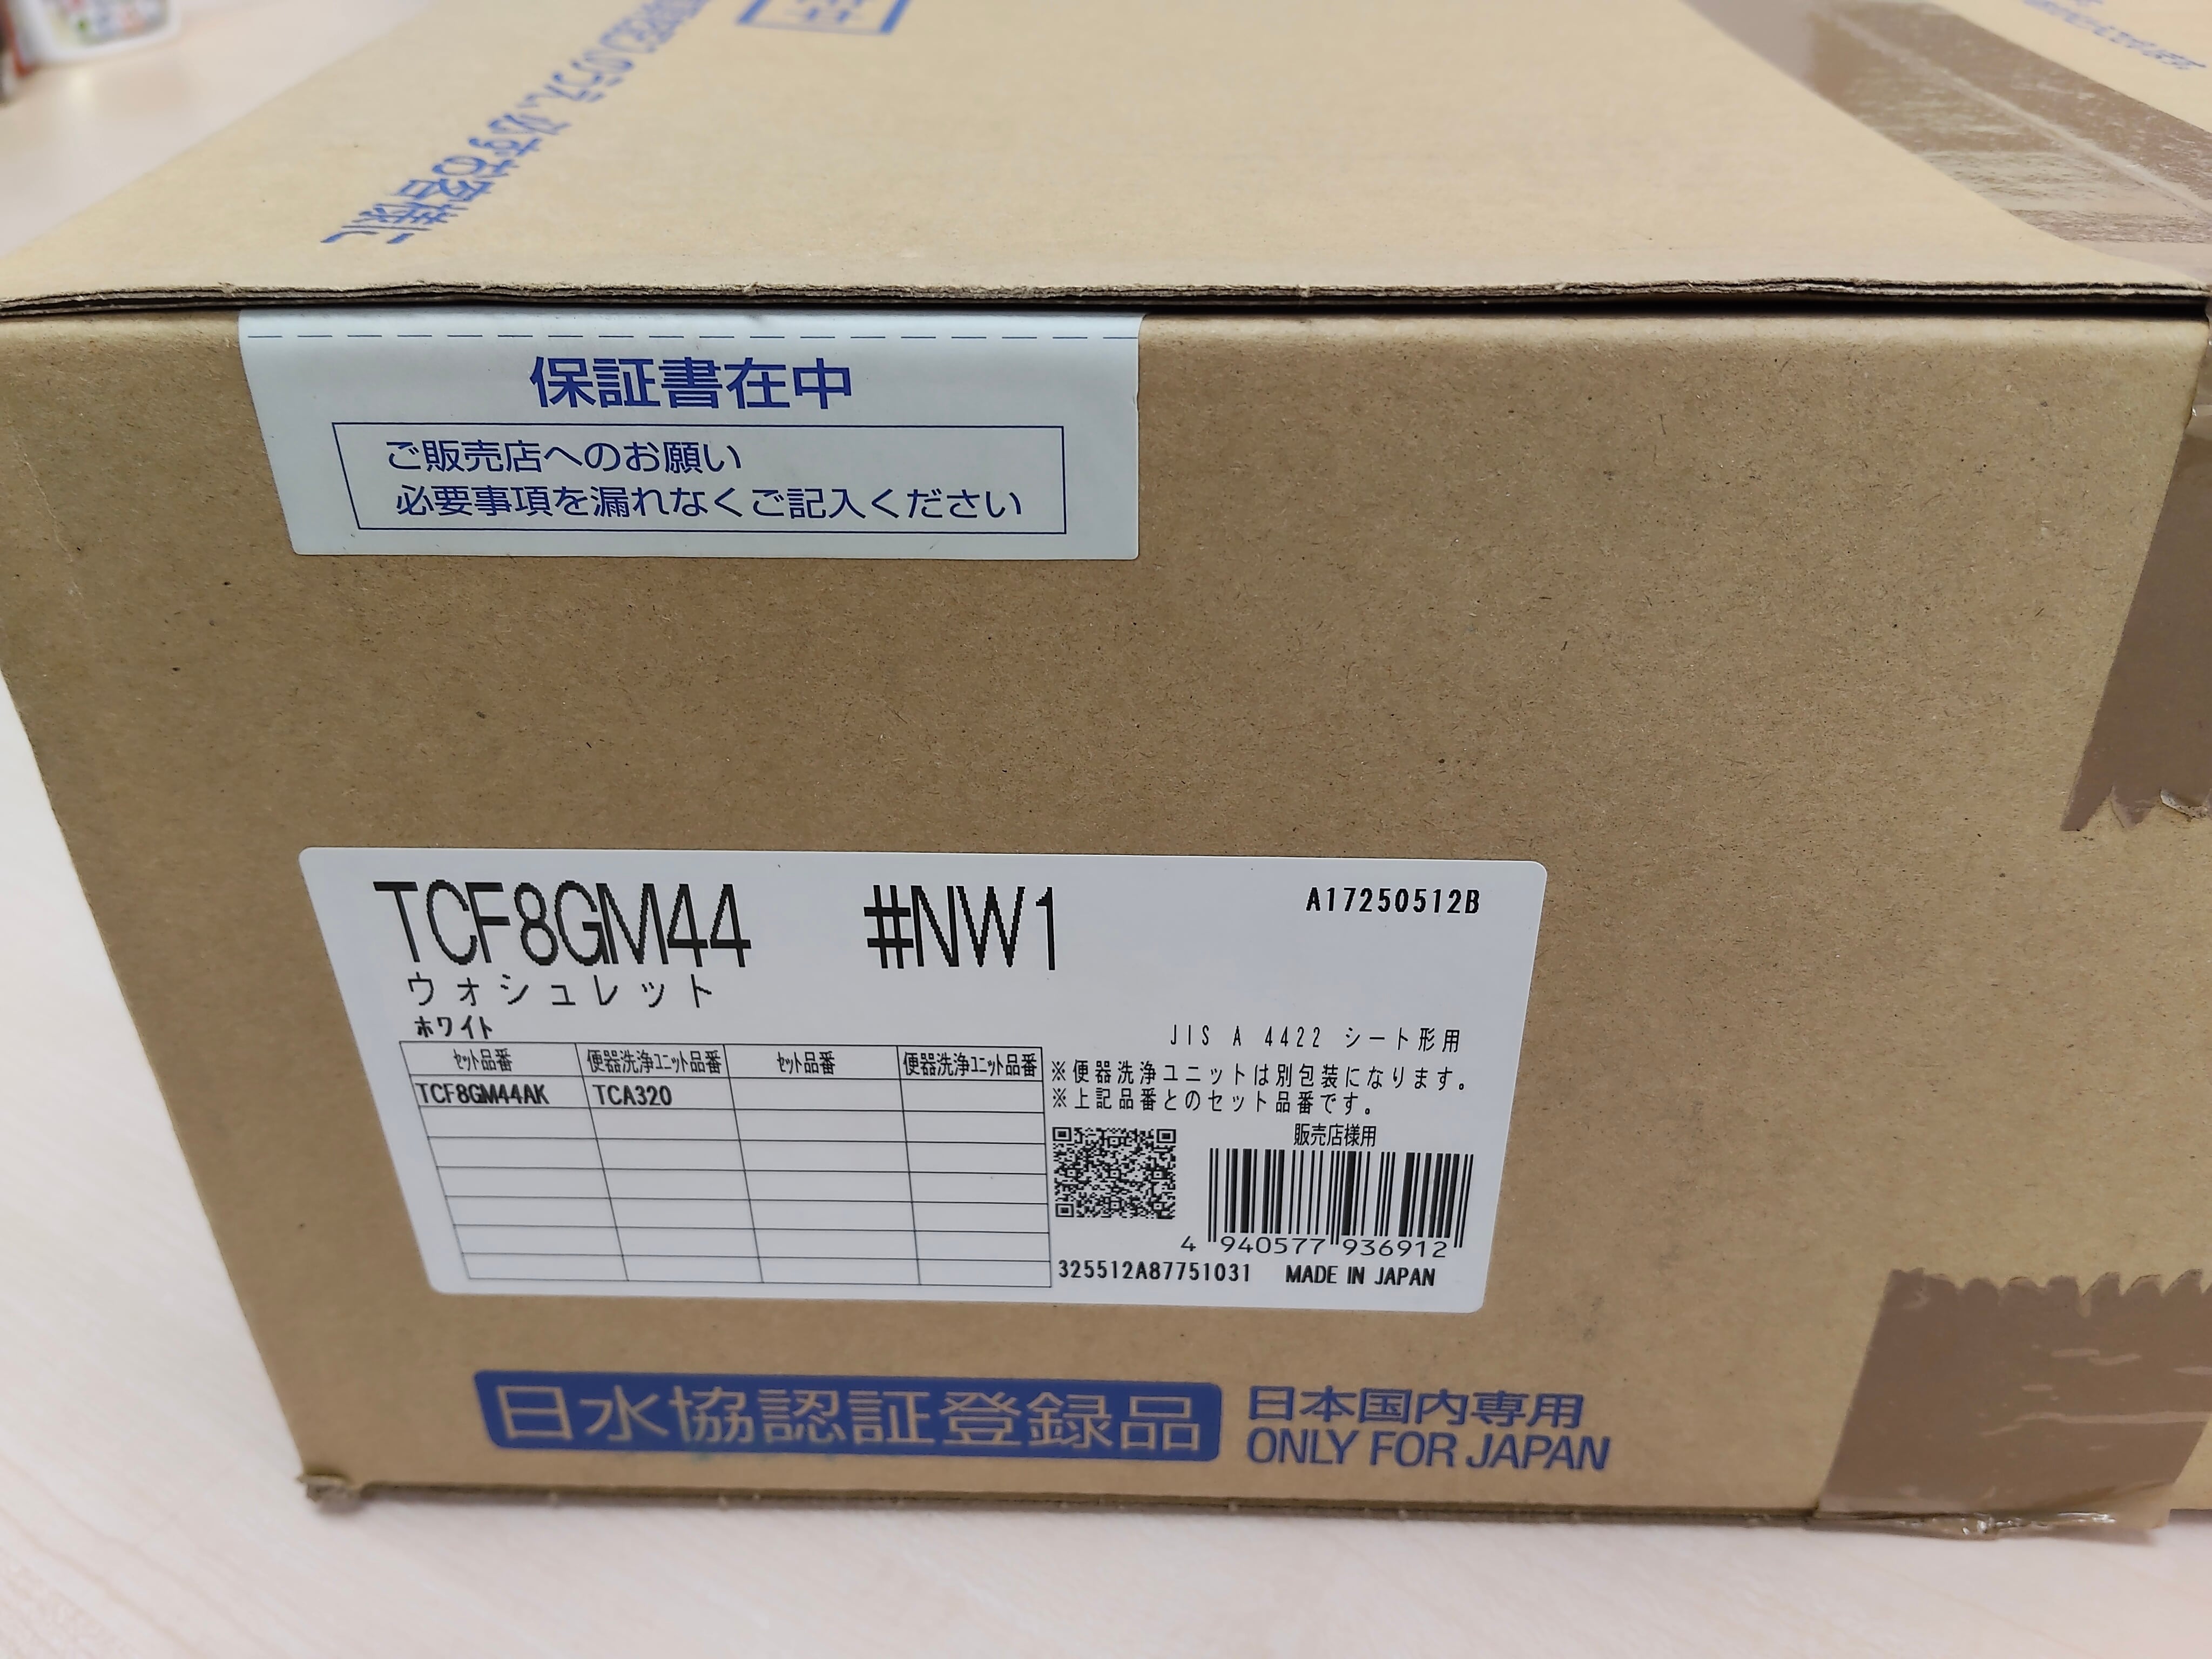 必ずお客様に
保証書在中
ご販売店へのお願い
必要事項を漏れなくご記入ください
TCF8GM44 #NW1
A17250512B
ウォシュレット
ホワイト
JIS A 4422 シート形用
ｾｯﾄ品番 便器洗浄ﾕﾆｯﾄ品番 ｾｯﾄ品番 便器洗浄ﾕﾆｯﾄ品番
TCF8GM44AK TCA320
※便器洗浄ユニットは別包装になります。
※上記品番とのセット品番です。
販売店様用
4 940577 936912
325512A87751031 MADE IN JAPAN
日水協認証登録品
日本国内専用
ONLY FOR JAPAN